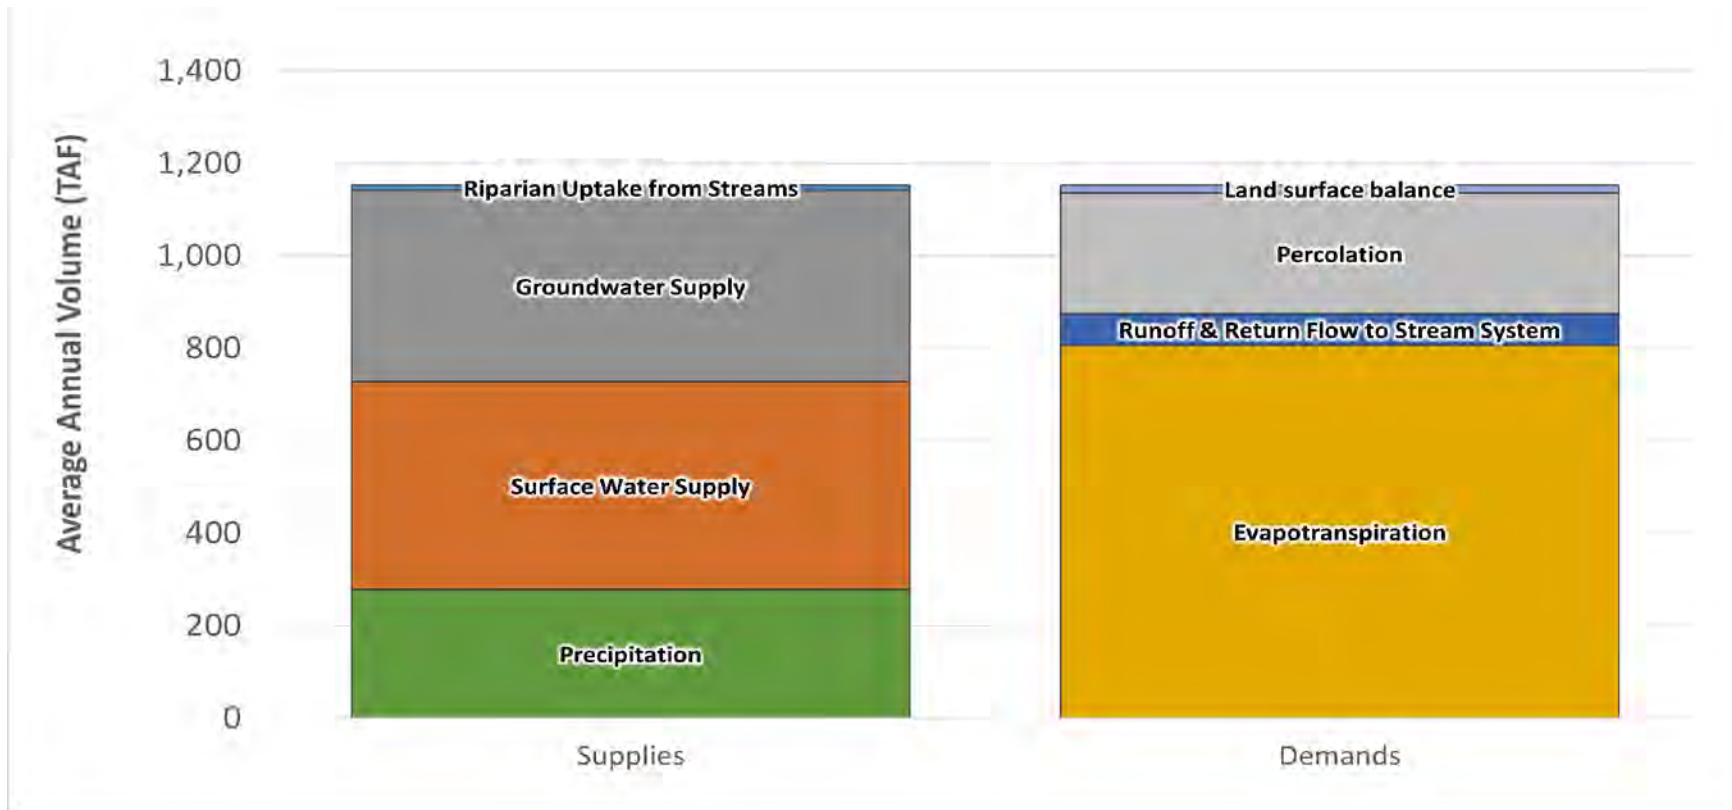 Average Annual Volume (TAF)
1,400
1,200
1,000
800
600
400
200
0
Riparian Uptake from Streams
Groundwater Supply
Surface Water Supply
Precipitation
Land surface balance
Percolation
Runoff & Return Flow to Stream System
Evapotranspiration
Supplies
Demands